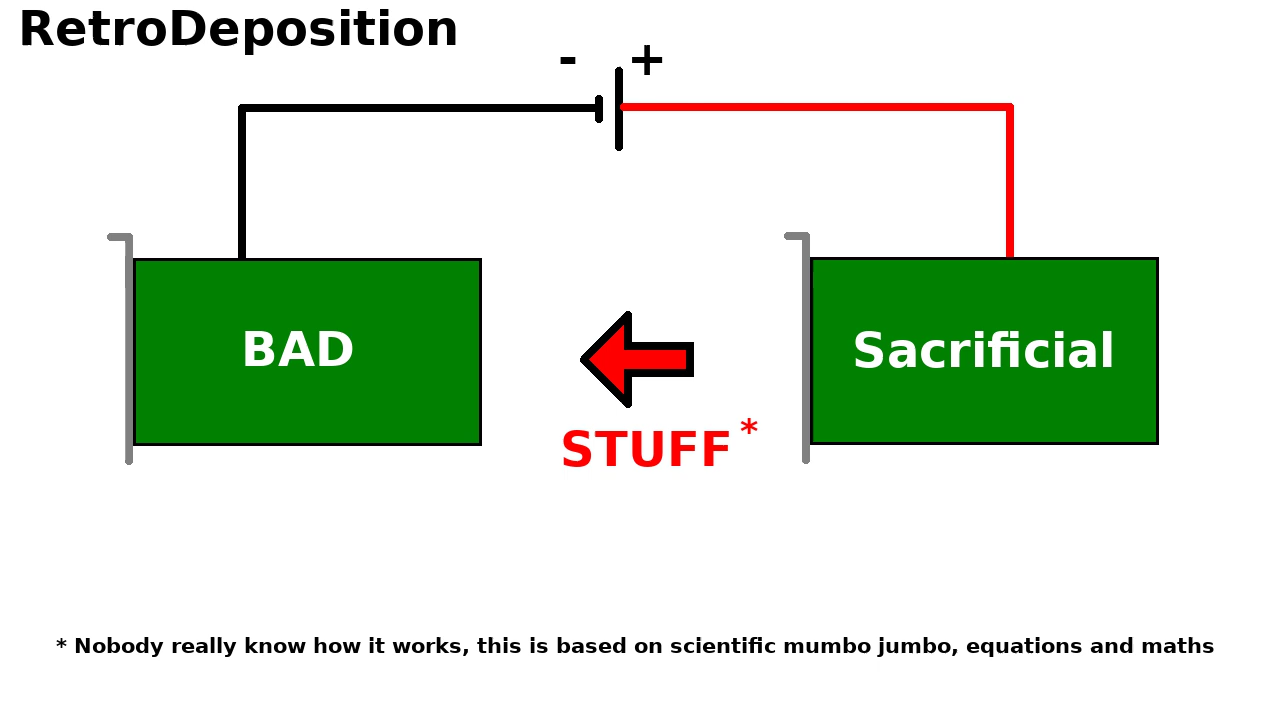 RetroDeposition
- +
BAD
Sacrificial
STUFF*
* Nobody really know how it works, this is based on scientific mumbo jumbo, equations and maths